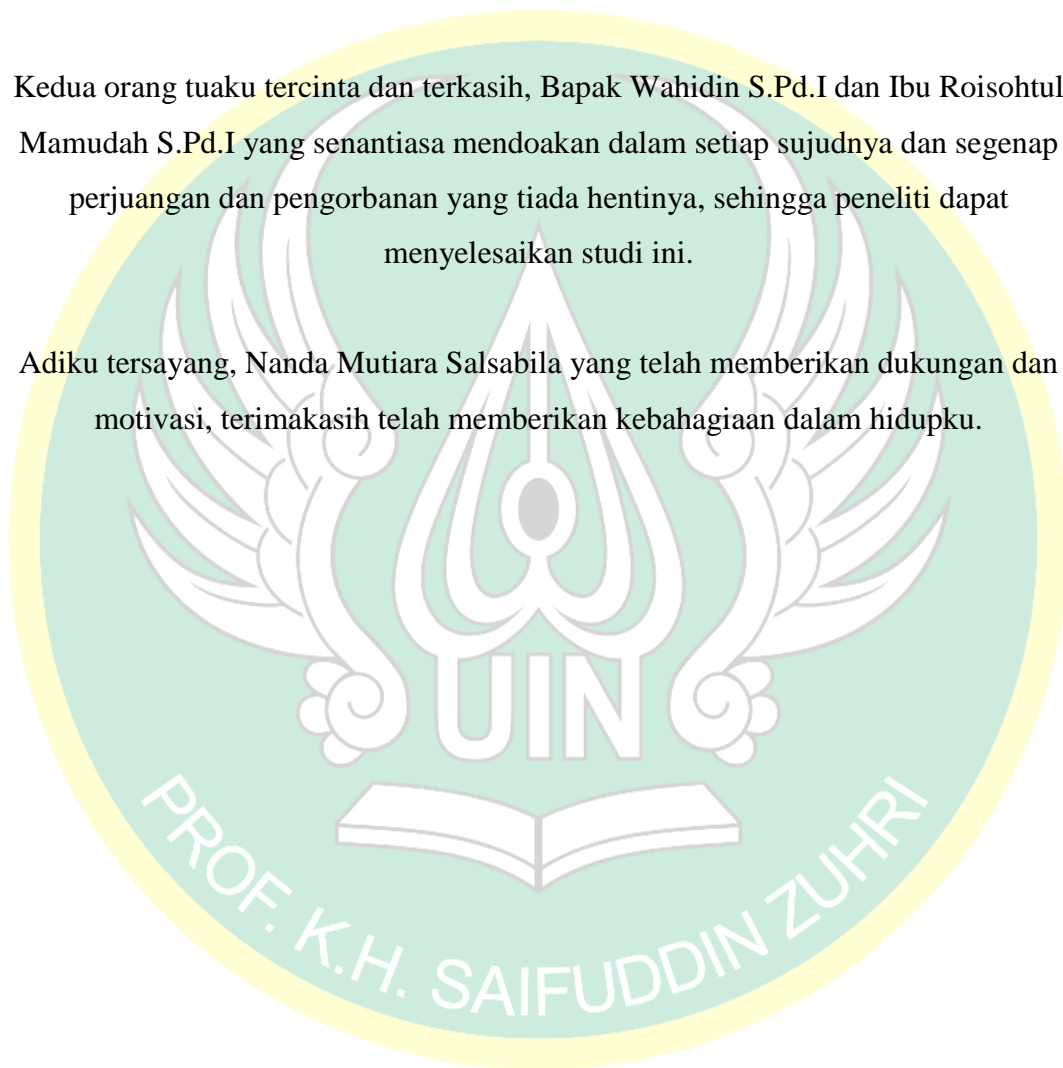 Kedua orang tuaku tercinta dan terkasih, Bapak Wahidin S.Pd.I dan Ibu Roisohtul
Mamudah S.Pd.I yang senantiasa mendoakan dalam setiap sujudnya dan segenap
perjuangan dan pengorbanan yang tiada hentinya, sehingga peneliti dapat
menyelesaikan studi ini.
Adiku tersayang, Nanda Mutiara Salsabila yang telah memberikan dukungan dan
motivasi, terimakasih telah memberikan kebahagiaan dalam hidupku.
UIN
PROF. K.H. SAIFUDDIN ZUHRI